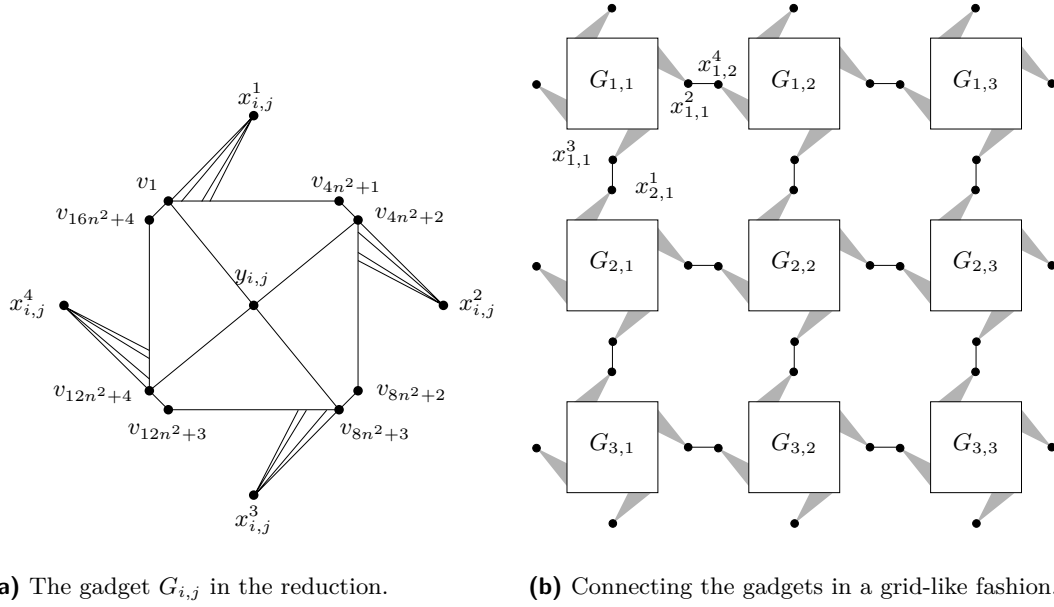 x^1_{i,j}
v_1
v_{4n^2+1}
v_{16n^2+4}
v_{4n^2+2}
y_{i,j}
x^4_{i,j}
x^2_{i,j}
v_{12n^2+4}
v_{8n^2+2}
v_{12n^2+3}
v_{8n^2+3}
x^3_{i,j}
a) The gadget G_{i,j} in the reduction.
G_{1,1}
x^4_{1,2}
G_{1,2}
G_{1,3}
x^2_{1,1}
x^3_{1,1}
x^1_{2,1}
G_{2,1}
G_{2,2}
G_{2,3}
G_{3,1}
G_{3,2}
G_{3,3}
(b) Connecting the gadgets in a grid-like fashion.